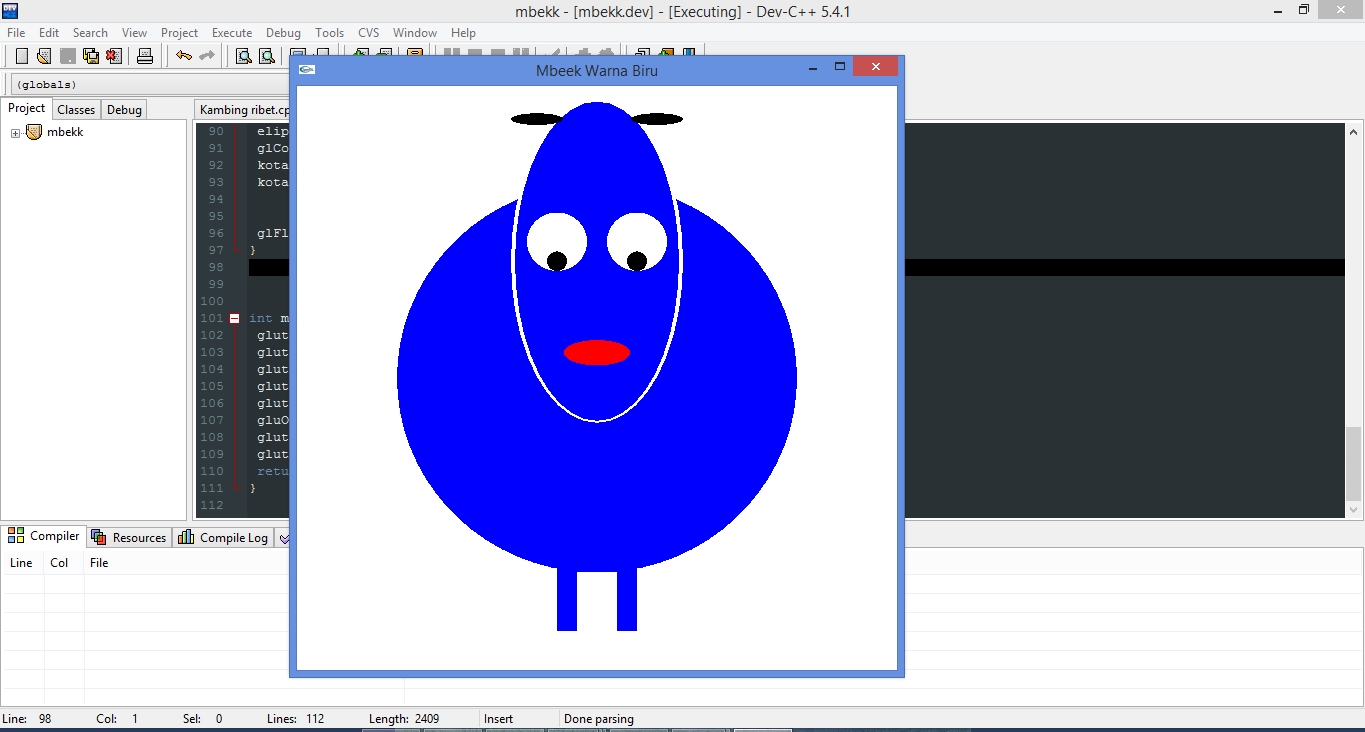 mbekk - [mbekk.dev] - [Executing] - Dev-C++ 5.4.1
File Edit Search View Project Execute Debug Tools CVS Window Help
(globals)
Mbeek Warna Biru
Project Classes Debug
Kambing ribet.cp
mbekk
90 elip
91 glCo
92 kota
93 kota
94
95
96 glFl
97 }
98
99
100
101 int m
102 glut
103 glut
104 glut
105 glut
106 glut
107 gluO
108 glut
109 glut
110 retu
111 }
112
Compiler Resources Compile Log
Line Col File
Line: 98 Col: 1 Sel: 0 Lines: 112 Length: 2409 Insert Done parsing